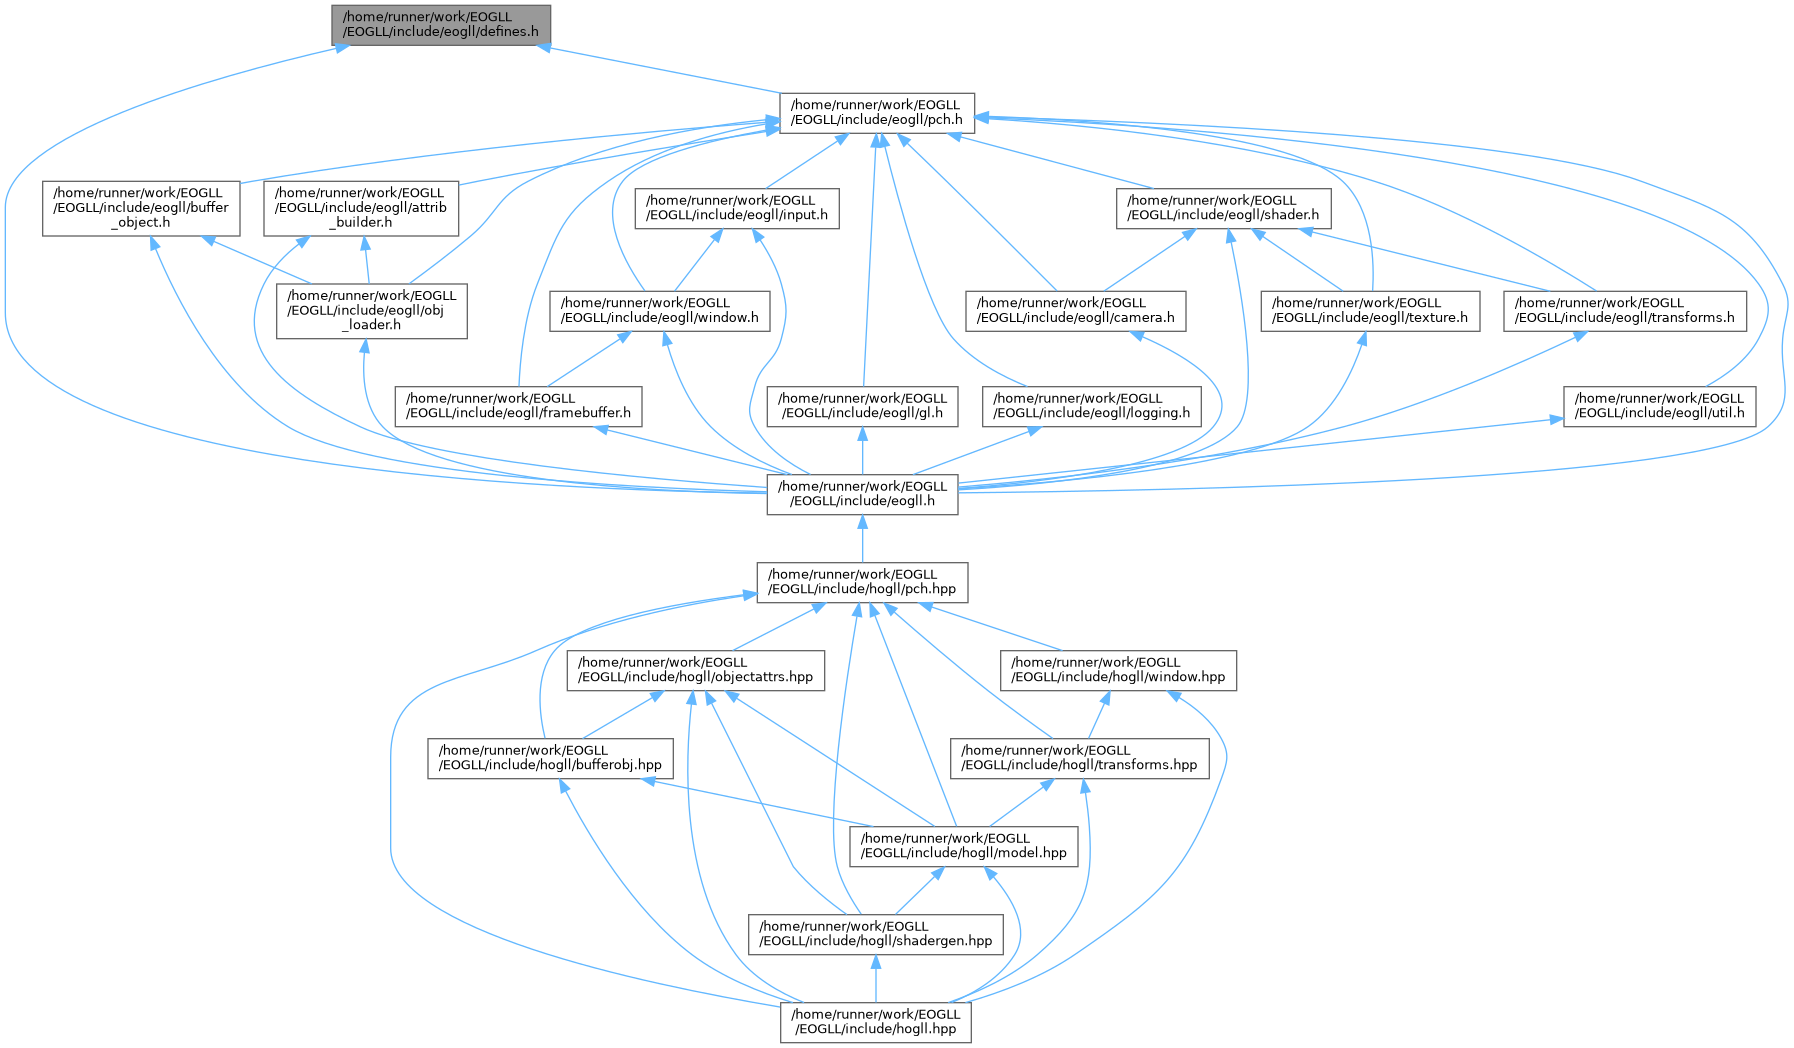 /home/runner/work/EOGLL
/EOGLL/include/eogll/defines.h
/home/runner/work/EOGLL
/EOGLL/include/eogll/pch.h
/home/runner/work/EOGLL
/EOGLL/include/eogll/buffer
_object.h
/home/runner/work/EOGLL
/EOGLL/include/eogll/attrib
_builder.h
/home/runner/work/EOGLL
/EOGLL/include/eogll/input.h
/home/runner/work/EOGLL
/EOGLL/include/eogll/shader.h
/home/runner/work/EOGLL
/EOGLL/include/eogll/obj
_loader.h
/home/runner/work/EOGLL
/EOGLL/include/eogll/window.h
/home/runner/work/EOGLL
/EOGLL/include/eogll/camera.h
/home/runner/work/EOGLL
/EOGLL/include/eogll/texture.h
/home/runner/work/EOGLL
/EOGLL/include/eogll/transforms.h
/home/runner/work/EOGLL
/EOGLL/include/eogll/framebuffer.h
/home/runner/work/EOGLL
/EOGLL/include/eogll/gl.h
/home/runner/work/EOGLL
/EOGLL/include/eogll/logging.h
/home/runner/work/EOGLL
/EOGLL/include/eogll/util.h
/home/runner/work/EOGLL
/EOGLL/include/eogll.h
/home/runner/work/EOGLL
/EOGLL/include/hogll/pch.hpp
/home/runner/work/EOGLL
/EOGLL/include/hogll/objectattrs.hpp
/home/runner/work/EOGLL
/EOGLL/include/hogll/window.hpp
/home/runner/work/EOGLL
/EOGLL/include/hogll/bufferobj.hpp
/home/runner/work/EOGLL
/EOGLL/include/hogll/transforms.hpp
/home/runner/work/EOGLL
/EOGLL/include/hogll/model.hpp
/home/runner/work/EOGLL
/EOGLL/include/hogll/shadergen.hpp
/home/runner/work/EOGLL
/EOGLL/include/hogll.hpp